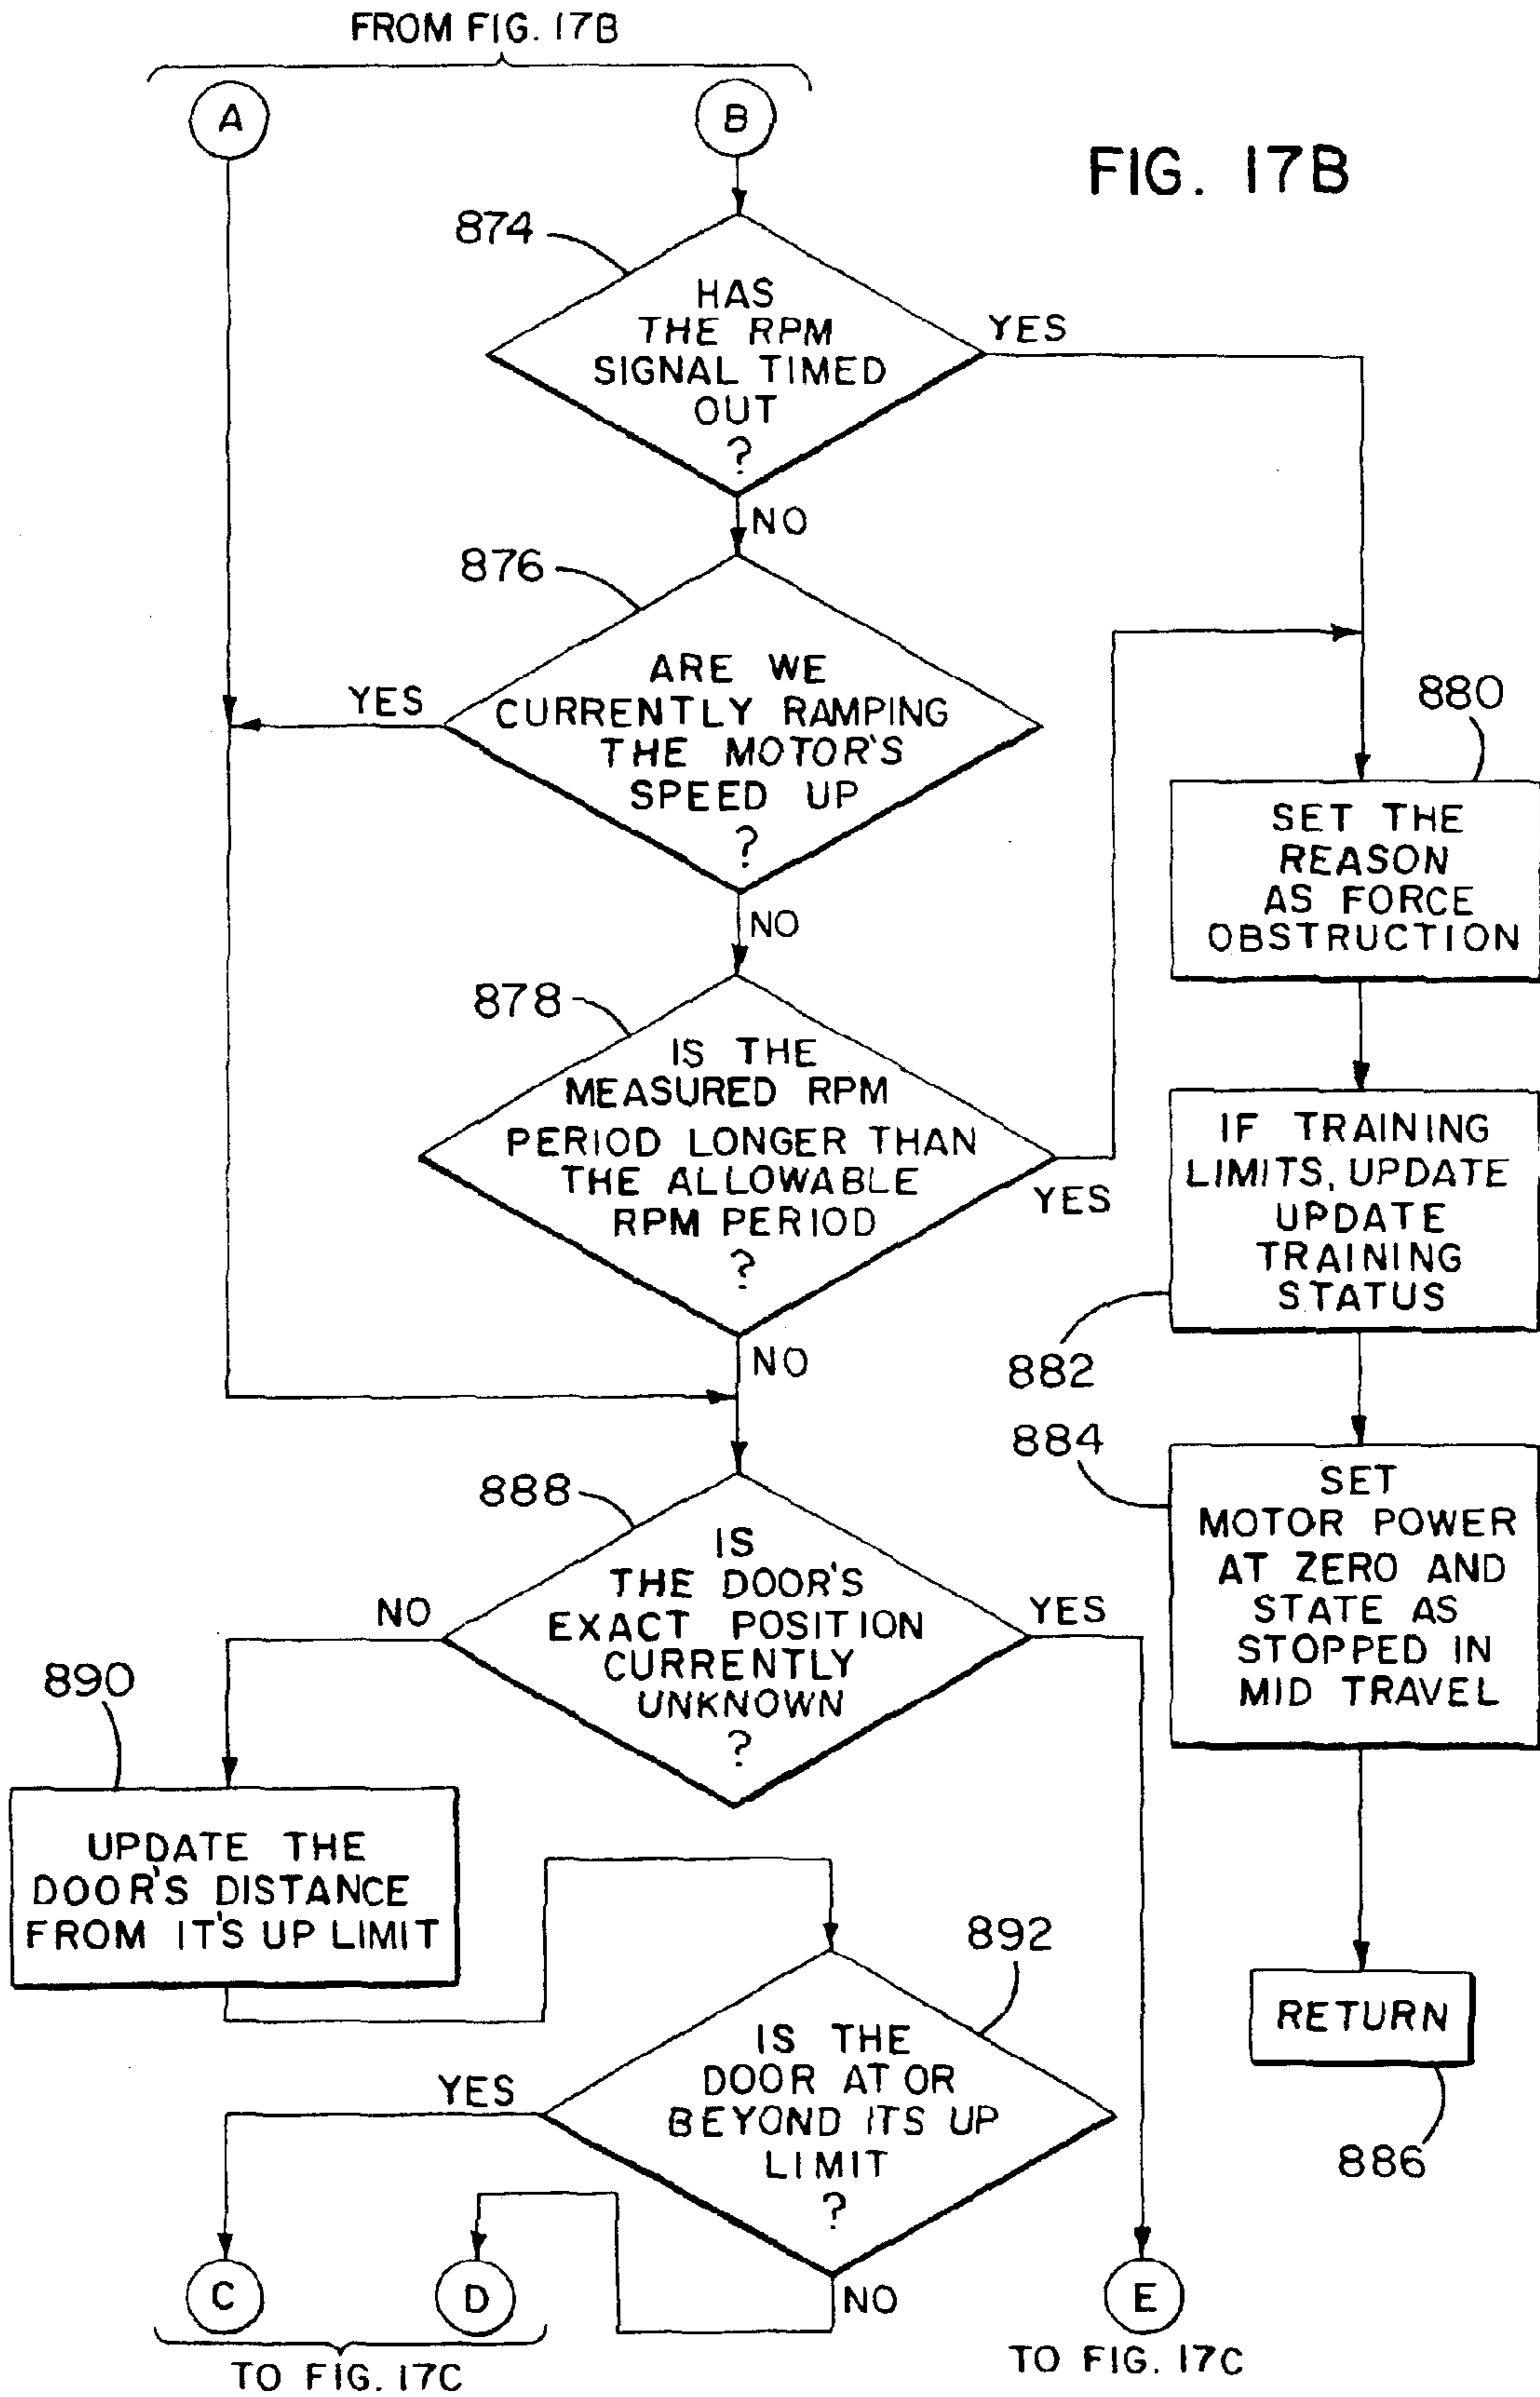 FROM FIG. 17B
A
B
FIG. 17B
874
HAS
THE RPM
SIGNAL TIMED
OUT
?
YES
NO
876
ARE WE
CURRENTLY RAMPING
THE MOTOR'S
SPEED UP
?
YES
NO
880
SET THE
REASON
AS FORCE
OBSTRUCTION
878
IS THE
MEASURED RPM
PERIOD LONGER THAN
THE ALLOWABLE
RPM PERIOD
?
YES
NO
IF TRAINING
LIMITS, UPDATE
UPDATE
TRAINING
STATUS
882
884
SET
MOTOR POWER
AT ZERO AND
STATE AS
STOPPED IN
MID TRAVEL
888
IS
THE DOOR'S
EXACT POSITION
CURRENTLY
UNKNOWN
?
NO
YES
890
UPDATE THE
DOOR'S DISTANCE
FROM IT'S UP LIMIT
892
IS THE
DOOR AT OR
BEYOND ITS UP
LIMIT
?
YES
NO
RETURN
886
C
D
E
TO FIG. 17C
TO FIG. 17C